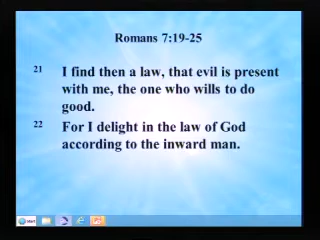 Romans 7:19-25
21 I find then a law, that evil is present
with me, the one who wills to do
good.
22 For I delight in the law of God
according to the inward man.
start